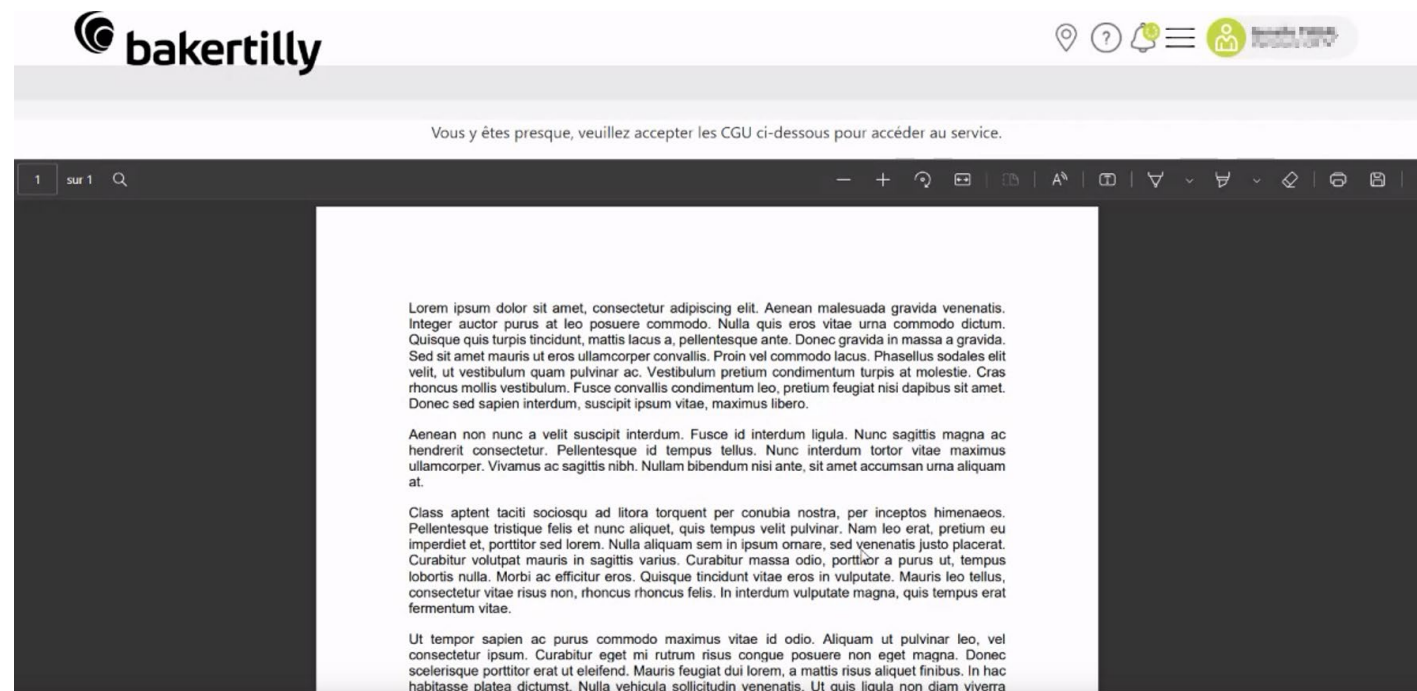 bakertilly
Vous y êtes presque, veuillez accepter les CGU ci-dessous pour accéder au service.
1 sur 1
Lorem ipsum dolor sit amet, consectetur adipiscing elit. Aenean malesuada gravida venenatis.
Integer auctor purus at leo posuere commodo. Nulla quis eros vitae urna commodo dictum.
Quisque quis turpis tincidunt, mattis lacus a, pellentesque ante. Donec gravida in massa a gravida.
Sed sit amet mauris ut eros ullamcorper convallis. Proin vel commodo lacus. Phasellus sodales elit
velit, ut vestibulum quam pulvinar ac. Vestibulum pretium condimentum turpis at molestie. Cras
rhoncus mollis vestibulum. Fusce convallis condimentum leo, pretium feugiat nisi dapibus sit amet.
Donec sed sapien interdum, suscipit ipsum vitae, maximus libero.
Aenean non nunc a velit suscipit interdum. Fusce id interdum ligula. Nunc sagittis magna ac
hendrerit consectetur. Pellentesque id tempus tellus. Nunc interdum tortor vitae maximus
ullamcorper. Vivamus ac sagittis nibh. Nullam bibendum nisi ante, sit amet accumsan urna aliquam
at.
Class aptent taciti sociosqu ad litora torquent per conubia nostra, per inceptos himenaeos.
Pellentesque tristique felis et nunc aliquet, quis tempus velit pulvinar. Nam leo erat, pretium eu
imperdiet et, porttitor sed lorem. Nulla aliquam sem in ipsum ornare, sed venenatis justo placerat.
Curabitur volutpat mauris in sagittis varius. Curabitur massa odio, porttitor a purus ut, tempus
lobortis nulla. Morbi ac efficitur eros. Quisque tincidunt vitae eros in vulputate. Mauris leo tellus,
consectetur vitae risus non, rhoncus rhoncus felis. In interdum vulputate magna, quis tempus erat
fermentum vitae.
Ut tempor sapien ac purus commodo maximus vitae id odio. Aliquam ut pulvinar leo, vel
consectetur ipsum. Curabitur eget mi rutrum risus congue posuere non eget magna. Donec
scelerisque porttitor erat ut eleifend. Mauris feugiat dui lorem, a mattis risus aliquet finibus. In hac
habitasse platea dictumst. Nulla vehicula sollicitudin venenatis. Ut quis ligula non diam viverra